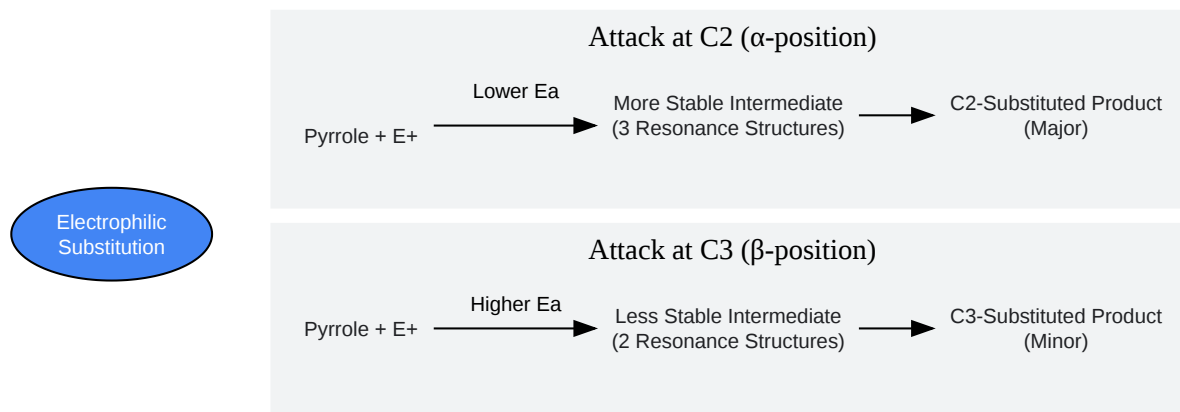 Attack at C2 (α-position)
Lower Ea
Pyrrole + E+
More Stable Intermediate
(3 Resonance Structures)
C2-Substituted Product
(Major)
Electrophilic
Substitution
Attack at C3 (β-position)
Higher Ea
Pyrrole + E+
Less Stable Intermediate
(2 Resonance Structures)
C3-Substituted Product
(Minor)